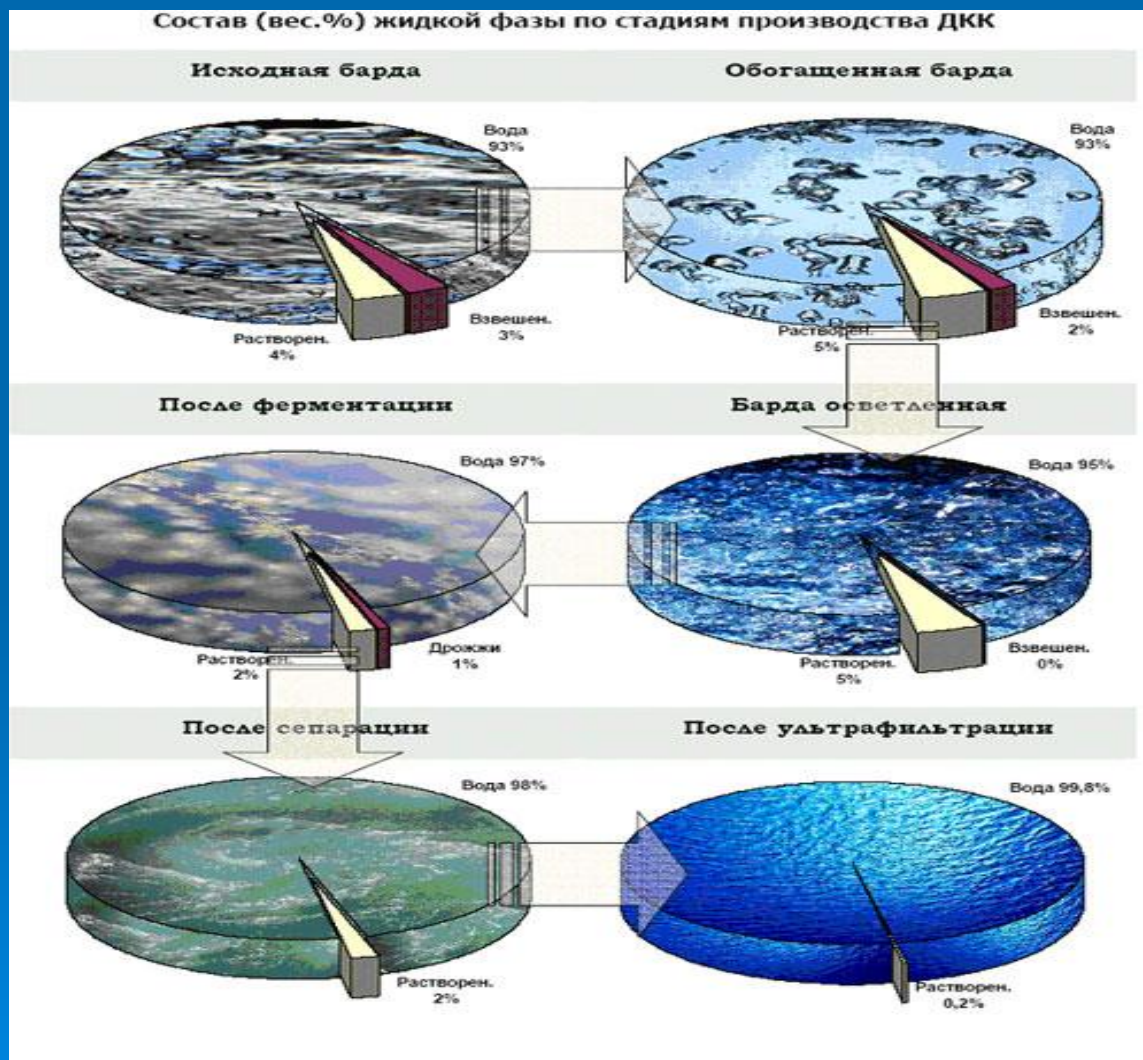 Состав (вес.%) жидкой фазы по стадиям производства ДКК
Исходная барда
Вода
93%
Взвешен.
3%
Растворен.
4%
Обогащенная барда
Вода
93%
Взвешен.
2%
Растворен.
5%
После ферментации
Вода 97%
Дрожжи
1%
Растворен.
2%
Барда осветленная
Вода 95%
Взвешен.
0%
Растворен.
5%
После сепарации
Вода 98%
Растворен.
2%
После ультрафильтрации
Вода 99,8%
Растворен.
0,2%